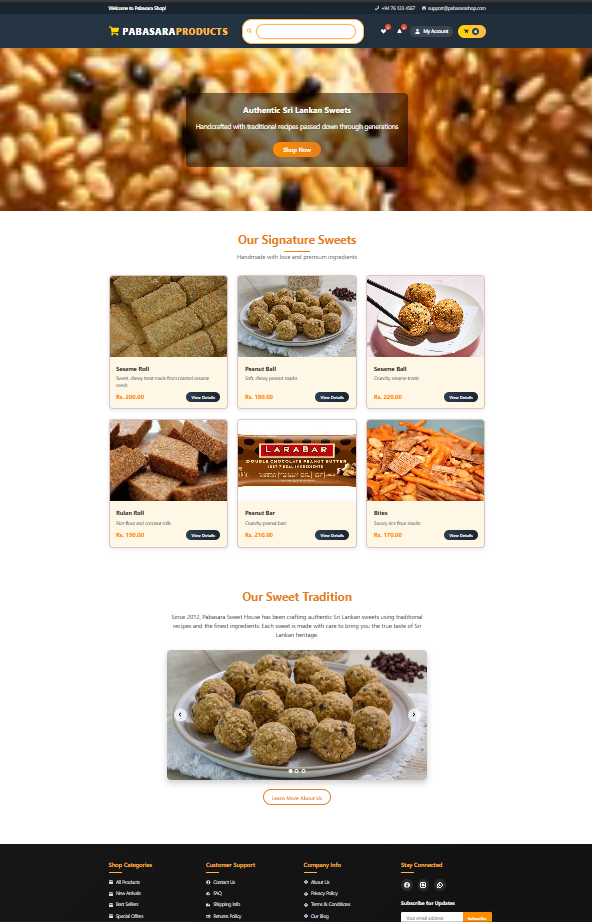 Welcome to Pabasara Shop!
+94 76 123 4567 support@pabasarashop.com
PABASARAPRODUCTS
My Account
0
Authentic Sri Lankan Sweets
Handcrafted with traditional recipes passed down through generations
Shop Now
Our Signature Sweets
Handmade with love and premium ingredients
Sesame Roll
Sweet, chewy treat made from roasted sesame
seeds
Rs. 200.00 View Details
Peanut Ball
Soft, chewy peanut snacks
Rs. 180.00 View Details
Sesame Ball
Crunchy sesame treats
Rs. 220.00 View Details
LARABAR
DOUBLE CHOCOLATE PEANUT BUTTER
JUST 7 REAL INGREDIENTS
Rulan Roll
Rice flour and coconut rolls
Rs. 190.00 View Details
Peanut Bar
Crunchy peanut bars
Rs. 210.00 View Details
Bites
Savory rice flour snacks
Rs. 170.00 View Details
Our Sweet Tradition
Since 2012, Pabasara Sweet House has been crafting authentic Sri Lankan sweets using traditional
recipes and the finest ingredients. Each sweet is made with care to bring you the true taste of Sri
Lankan heritage.
Learn More About Us
Shop Categories
All Products
New Arrivals
Best Sellers
Special Offers
Customer Support
Contact Us
FAQ
Shipping Info
Returns Policy
Company Info
About Us
Privacy Policy
Terms & Conditions
Our Blog
Stay Connected
Subscribe for Updates
Your email address Subscribe